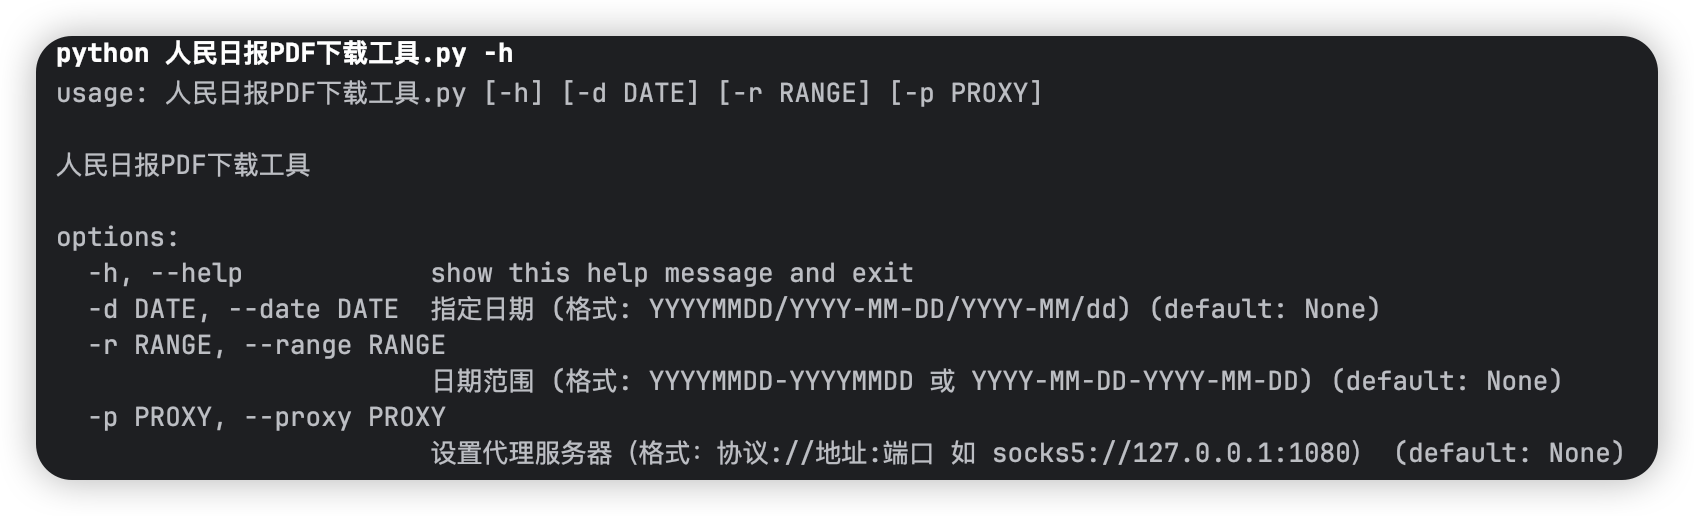 python 人民日报PDF下载工具.py -h
usage: 人民日报PDF下载工具.py [-h] [-d DATE] [-r RANGE] [-p PROXY]
人民日报PDF下载工具
options:
-h, --help show this help message and exit
-d DATE, --date DATE 指定日期 (格式: YYYYMMDD/YYYY-MM-DD/YYYY-MM/dd) (default: None)
-r RANGE, --range RANGE
日期范围 (格式: YYYYMMDD-YYYYMMDD 或 YYYY-MM-DD-YYYY-MM-DD) (default: None)
-p PROXY, --proxy PROXY
设置代理服务器（格式：协议://地址:端口 如 socks5://127.0.0.1:1080） (default: None)